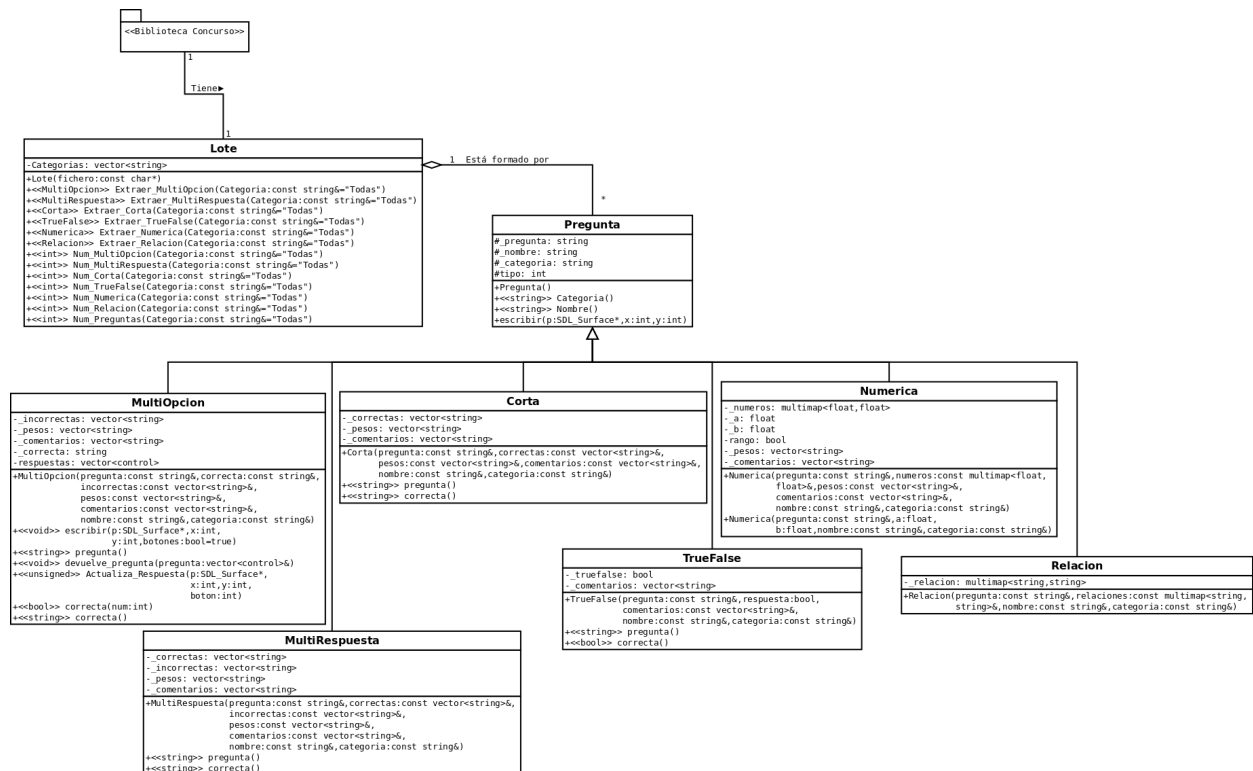 <<Biblioteca Concurso>>
1
Tiene▶
1
Lote
-Categorias: vector<string>
+Lote(fichero:const char*)
+<<MultiOpcion>> Extraer_MultiOpcion(Categoria:const string&="Todas")
+<<MultiRespuesta>> Extraer_MultiRespuesta(Categoria:const string&="Todas")
+<<Corta>> Extraer_Corta(Categoria:const string&="Todas")
+<<TrueFalse>> Extraer_TrueFalse(Categoria:const string&="Todas")
+<<Numerica>> Extraer_Numerica(Categoria:const string&="Todas")
+<<Relacion>> Extraer_Relacion(Categoria:const string&="Todas")
+<<int>> Num_MultiOpcion(Categoria:const string&="Todas")
+<<int>> Num_MultiRespuesta(Categoria:const string&="Todas")
+<<int>> Num_Corta(Categoria:const string&="Todas")
+<<int>> Num_TrueFalse(Categoria:const string&="Todas")
+<<int>> Num_Numerica(Categoria:const string&="Todas")
+<<int>> Num_Relacion(Categoria:const string&="Todas")
+<<int>> Num_Preguntas(Categoria:const string&="Todas")
1 Está formado por
*
Pregunta
#_pregunta: string
#_nombre: string
#_categoria: string
#tipo: int
+Pregunta()
+<<string>> Categoria()
+<<string>> Nombre()
+escribir(p:SDL_Surface*,x:int,y:int)
MultiOpcion
-_incorrectas: vector<string>
-_pesos: vector<string>
-_comentarios: vector<string>
-_correcta: string
-respuestas: vector<control>
+MultiOpcion(pregunta:const string&,correcta:const string&,
incorrectas:const vector<string>&,
pesos:const vector<string>&,
comentarios:const vector<string>&,
nombre:const string&,categoria:const string&)
+<<void>> escribir(p:SDL_Surface*,x:int,
y:int,botones:bool=true)
+<<string>> pregunta()
+<<void>> devuelve_pregunta(pregunta:vector<control>&)
+<<unsigned>> Actualiza_Respuesta(p:SDL_Surface*,
x:int,y:int,
boton:int)
+<<bool>> correcta(num:int)
+<<string>> correcta()
Corta
-_correctas: vector<string>
-_pesos: vector<string>
-_comentarios: vector<string>
+Corta(pregunta:const string&,correctas:const vector<string>&,
pesos:const vector<string>&,comentarios:const vector<string>&,
nombre:const string&,categoria:const string&)
+<<string>> pregunta()
+<<string>> correcta()
Numerica
-_numeros: multimap<float,float>
-_a: float
-_b: float
-rango: bool
-_pesos: vector<string>
-_comentarios: vector<string>
+Numerica(pregunta:const string&,numeros:const multimap<float,
float>&,pesos:const vector<string>&,
comentarios:const vector<string>&,
nombre:const string&,categoria:const string&)
+Numerica(pregunta:const string&,a:float,
b:float,nombre:const string&,categoria:const string&)
TrueFalse
-_truefalse: bool
-_comentarios: vector<string>
+TrueFalse(pregunta:const string&,respuesta:bool,
comentarios:const vector<string>&,
nombre:const string&,categoria:const string&)
+<<string>> pregunta()
+<<bool>> correcta()
Relacion
-_relacion: multimap<string,string>
+Relacion(pregunta:const string&,relaciones:const multimap<string,
string>&,nombre:const string&,categoria:const string&)
MultiRespuesta
-_correctas: vector<string>
-_incorrectas: vector<string>
-_pesos: vector<string>
-_comentarios: vector<string>
+MultiRespuesta(pregunta:const string&,correctas:const vector<string>&,
incorrectas:const vector<string>&,
pesos:const vector<string>&,
comentarios:const vector<string>&,
nombre:const string&,categoria:const string&)
+<<string>> pregunta()
+<<string>> correcta()